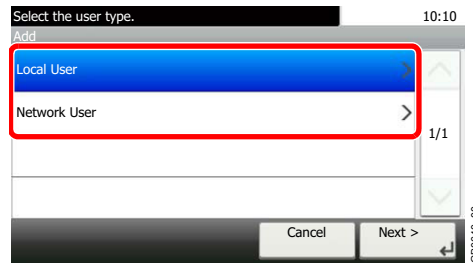 Select the user type.
10:10
Add
Local User
Network User
1/1
Cancel
Next >